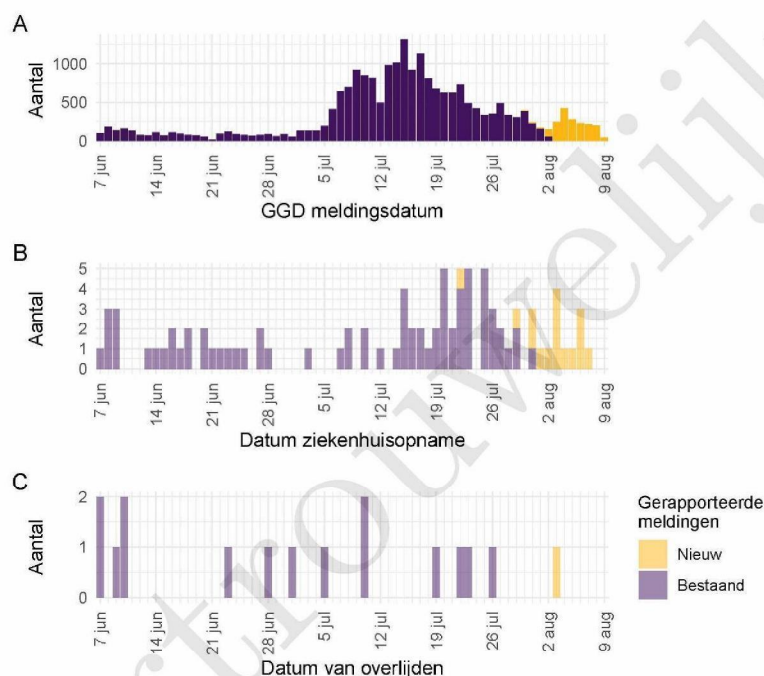 A
1000
500
0
Aantal
7 jun
14 jun
21 jun
28 jun
5 jul
12 jul
19 jul
26 jul
2 aug
9 aug
GGD meldingsdatum
B
5
4
3
2
1
0
Aantal
7 jun
14 jun
21 jun
28 jun
5 jul
12 jul
19 jul
26 jul
2 aug
9 aug
Datum ziekenhuisopname
C
2
1
0
Aantal
7 jun
14 jun
21 jun
28 jun
5 jul
12 jul
19 jul
26 jul
2 aug
9 aug
Datum van overlijden
Gerapporteerde
meldingen
Nieuw
Bestaand
rtrouwelijk